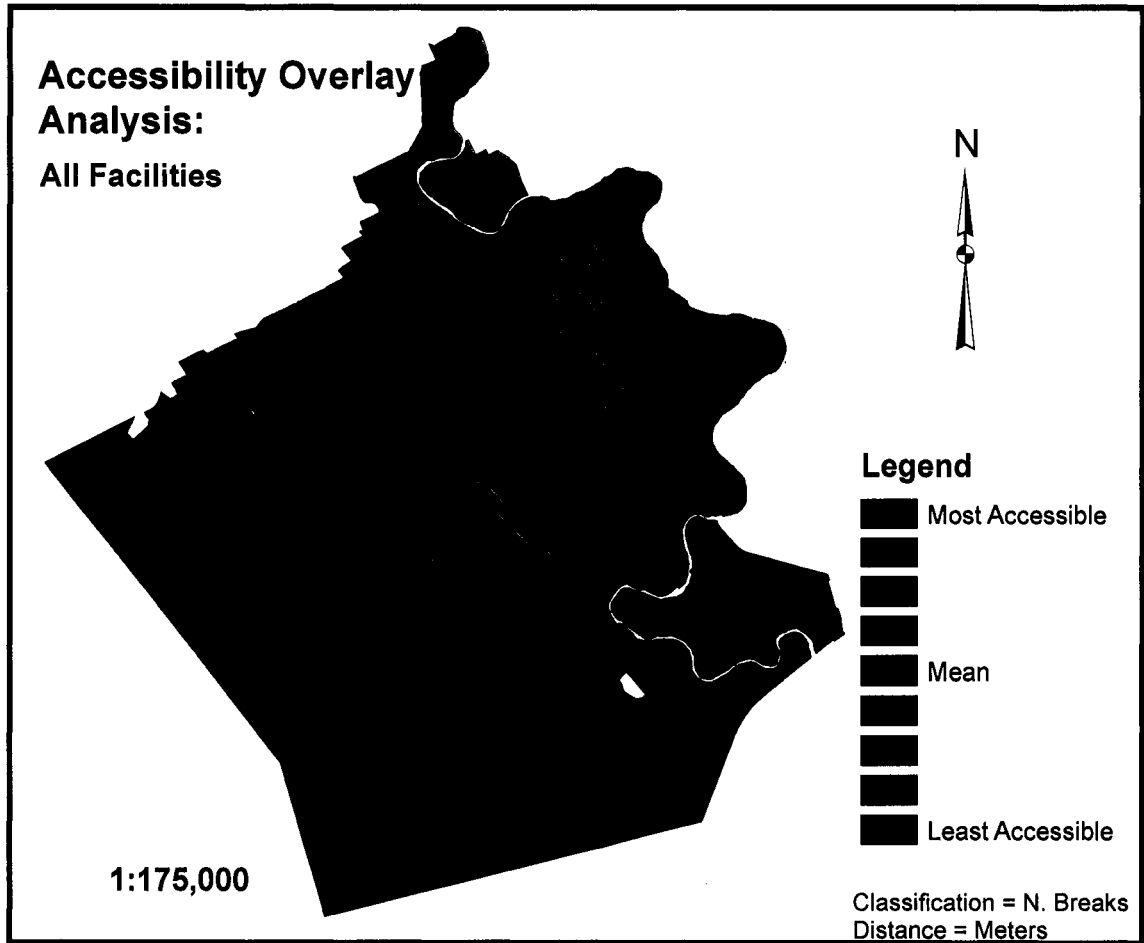 Accessibility Overlay
Analysis:
All Facilities
N
Legend
Most Accessible
Mean
Least Accessible
1:175,000
Classification = N. Breaks
Distance = Meters